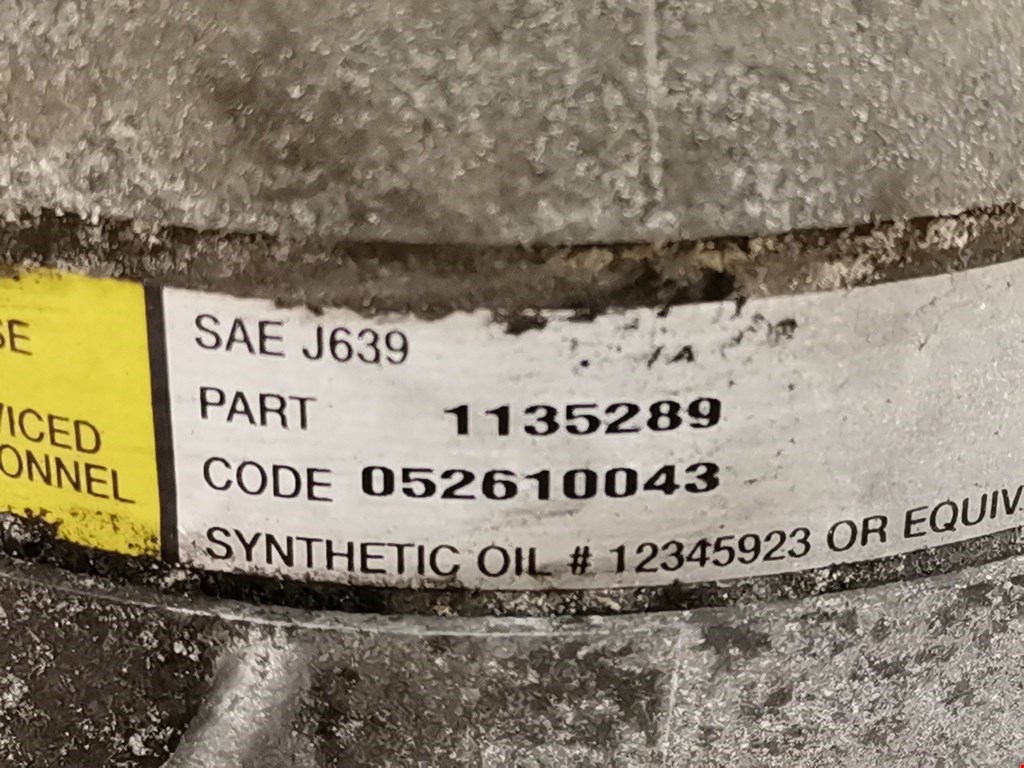 SE
VICED
ONNEL
SAE J639
PART 1135289
CODE 052610043
SYNTHETIC OIL # 12345923 OR EQUIV.